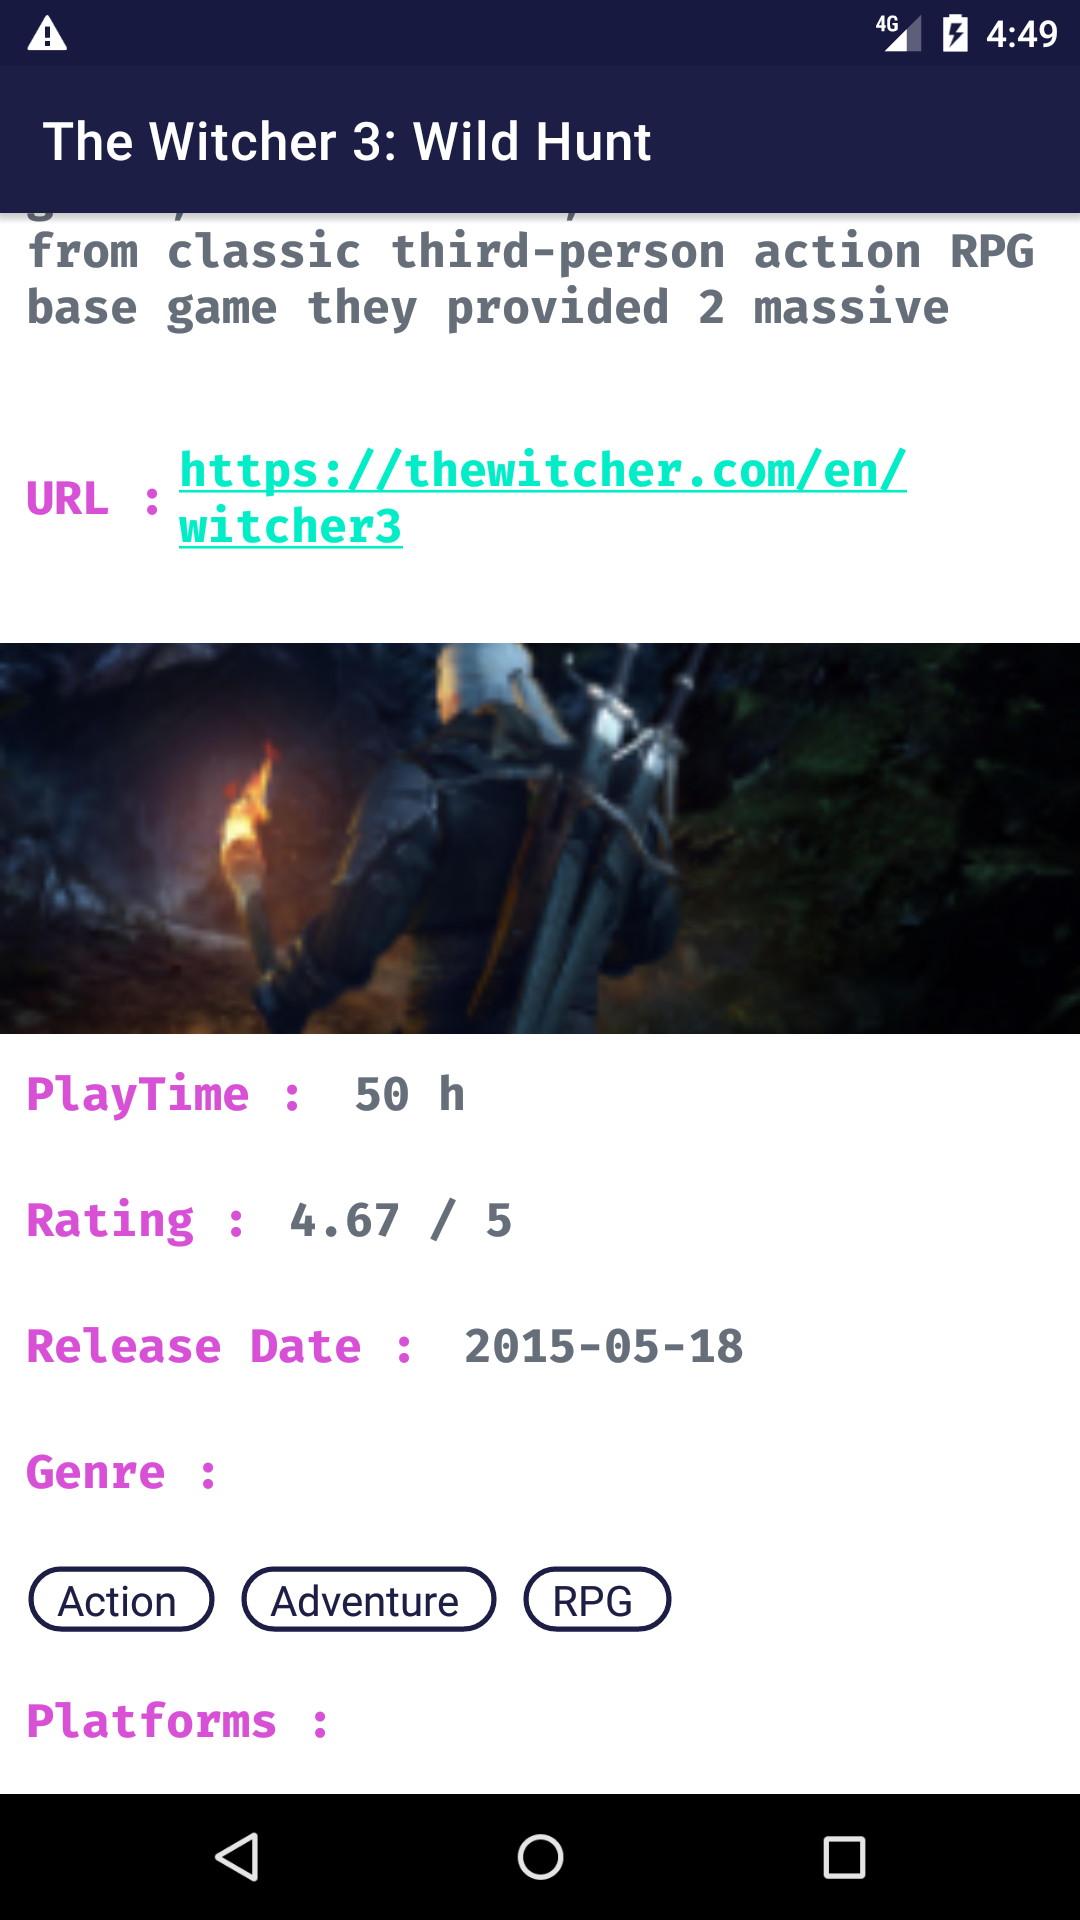 4G 4:49
The Witcher 3: Wild Hunt
from classic third-person action RPG
base game they provided 2 massive
URL : https://thewitcher.com/en/
witcher3
PlayTime : 50 h
Rating : 4.67 / 5
Release Date : 2015-05-18
Genre :
Action Adventure RPG
Platforms :